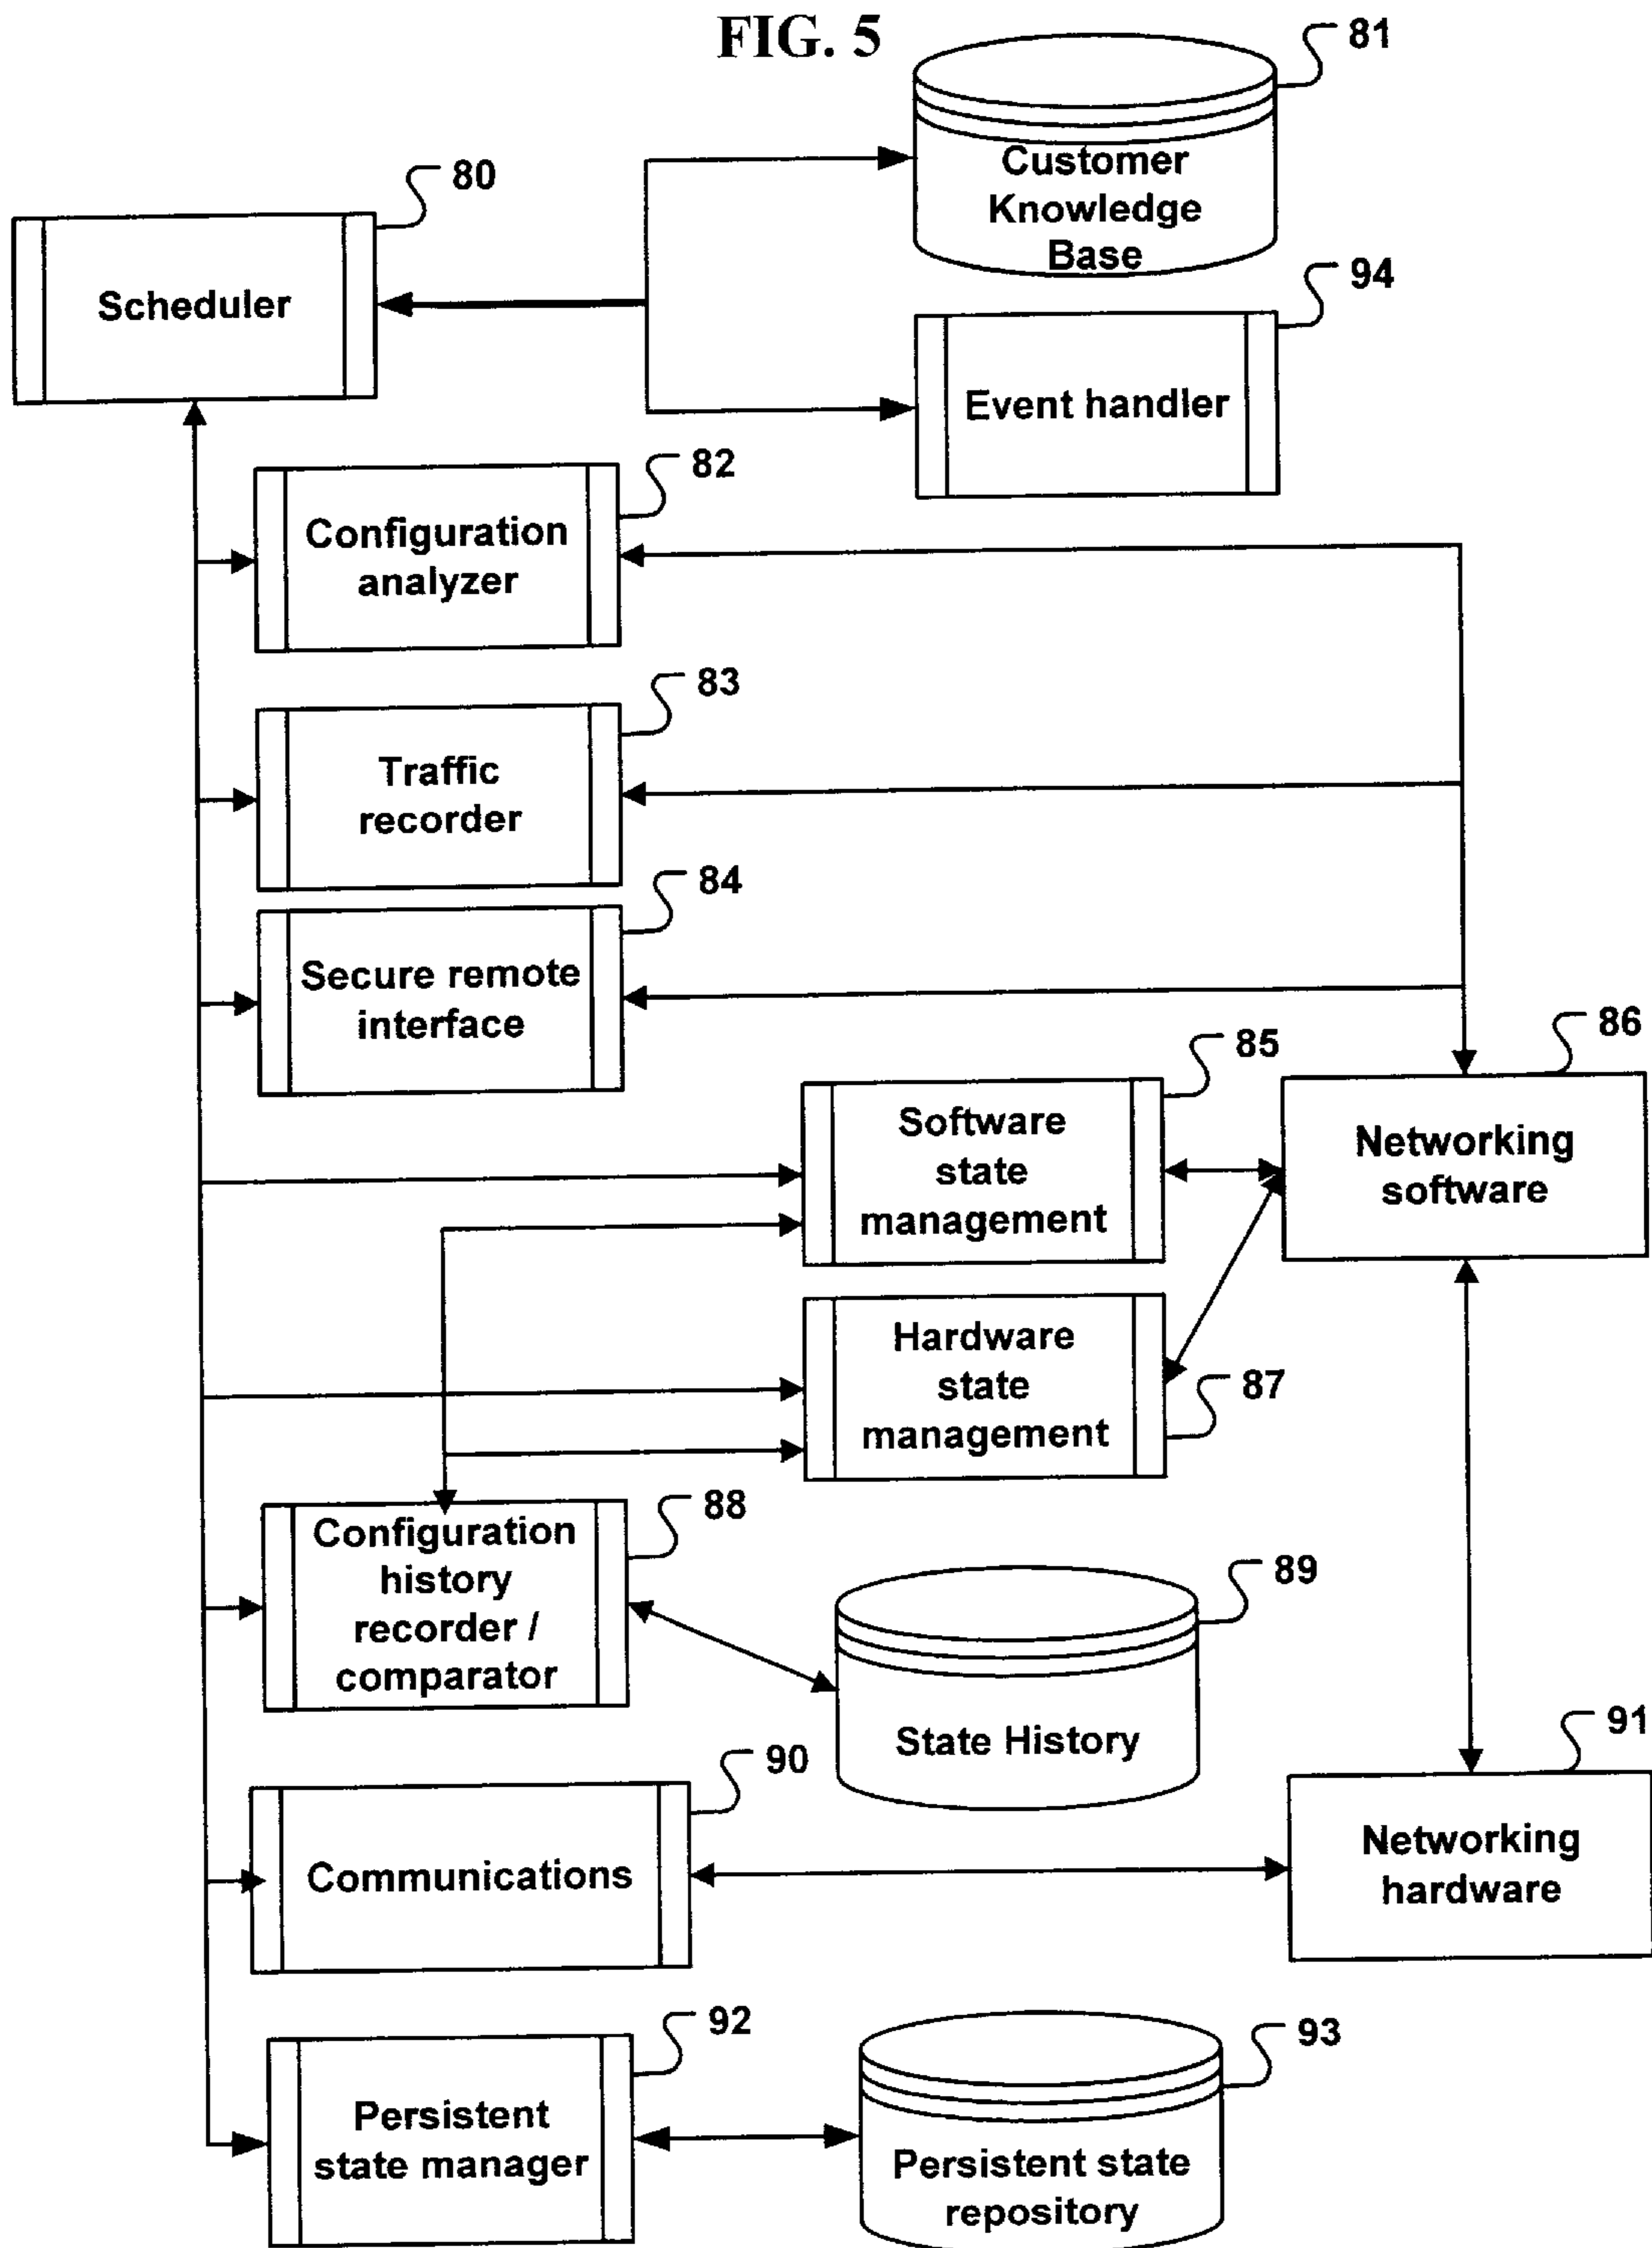 FIG. 5
81
Customer
Knowledge
Base
80
Scheduler
94
Event handler
82
Configuration
analyzer
83
Traffic
recorder
84
Secure remote
interface
85
Software
state
management
86
Networking
software
Hardware
state
management
87
88
Configuration
history
recorder /
comparator
89
State History
90
Communications
91
Networking
hardware
92
Persistent
state manager
93
Persistent state
repository